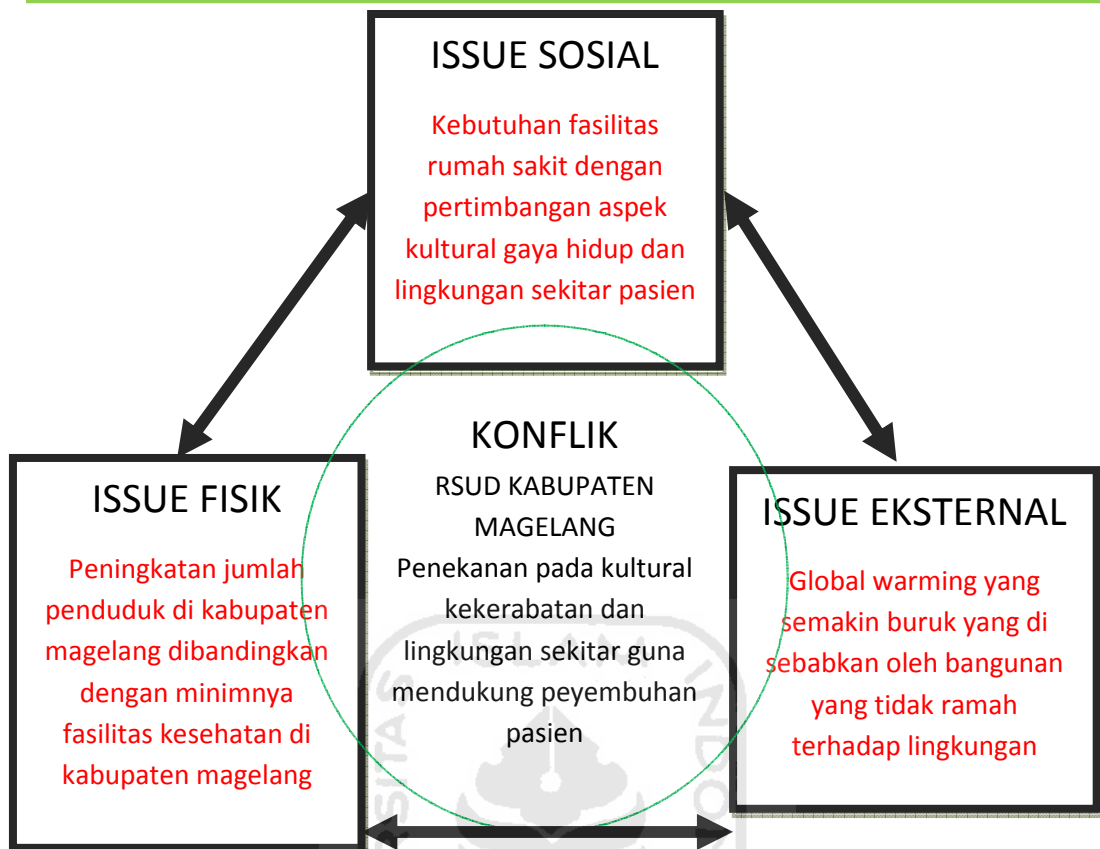 ISSUE SOSIAL
Kebutuhan fasilitas
rumah sakit dengan
pertimbangan aspek
kultural gaya hidup dan
lingkungan sekitar pasien
KONFLIK
RSUD KABUPATEN
MAGELANG
Penekanan pada kultural
kekerabatan dan
lingkungan sekitar guna
mendukung peyembuhan
pasien
ISSUE FISIK
Peningkatan jumlah
penduduk di kabupaten
magelang dibandingkan
dengan minimnya
fasilitas kesehatan di
kabupaten magelang
ISSUE EKSTERNAL
Global warming yang
semakin buruk yang di
sebabkan oleh bangunan
yang tidak ramah
terhadap lingkungan
ISLAM